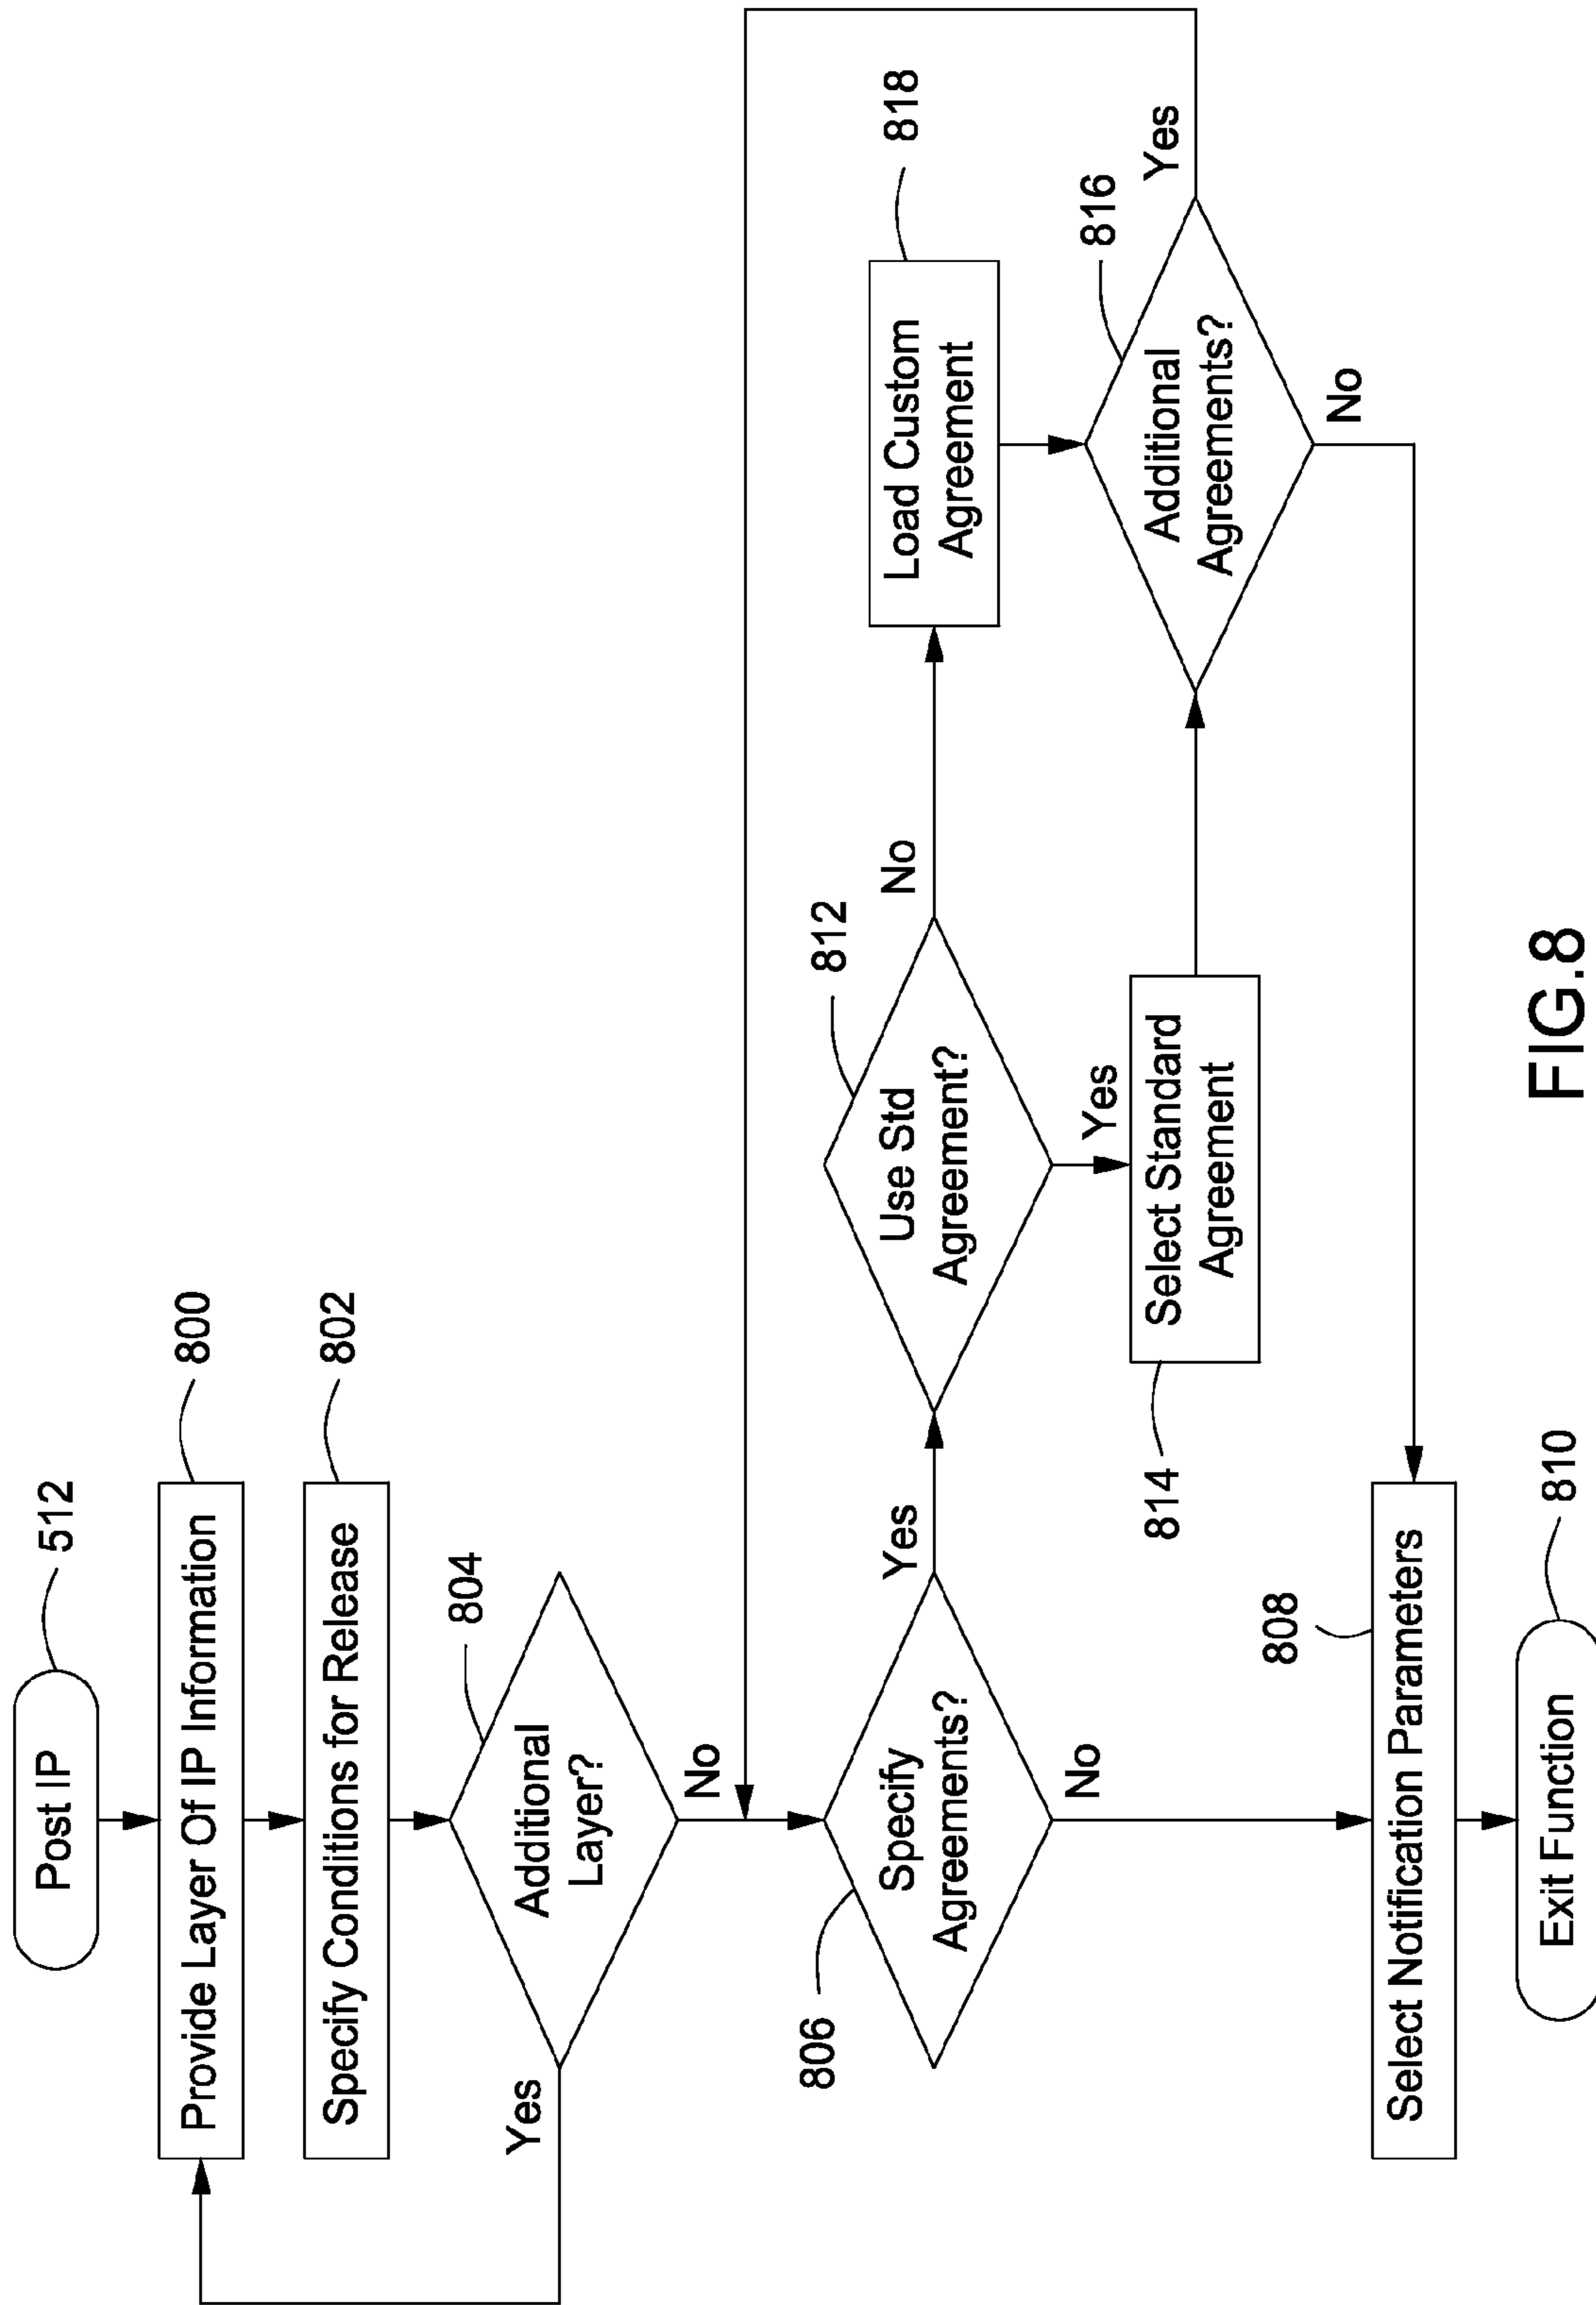 Post IP
512
Provide Layer Of IP Information
800
Specify Conditions for Release
802
Additional
Layer?
804
Yes
No
Specify
Agreements?
806
Yes
No
Use Std
Agreement?
812
No
Yes
Load Custom
Agreement
818
Select Standard
Agreement
814
Additional
Agreements?
816
Yes
No
Select Notification Parameters
808
Exit Function
810
FIG.8